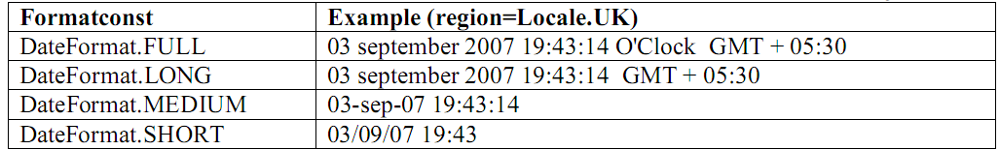 Formatconst Example (region=Locale.UK)
DateFormat.FULL 03 september 2007 19:43:14 O'Clock  GMT + 05:30
DateFormat.LONG 03 september 2007 19:43:14  GMT + 05:30
DateFormat.MEDIUM 03-sep-07 19:43:14
DateFormat.SHORT 03/09/07 19:43